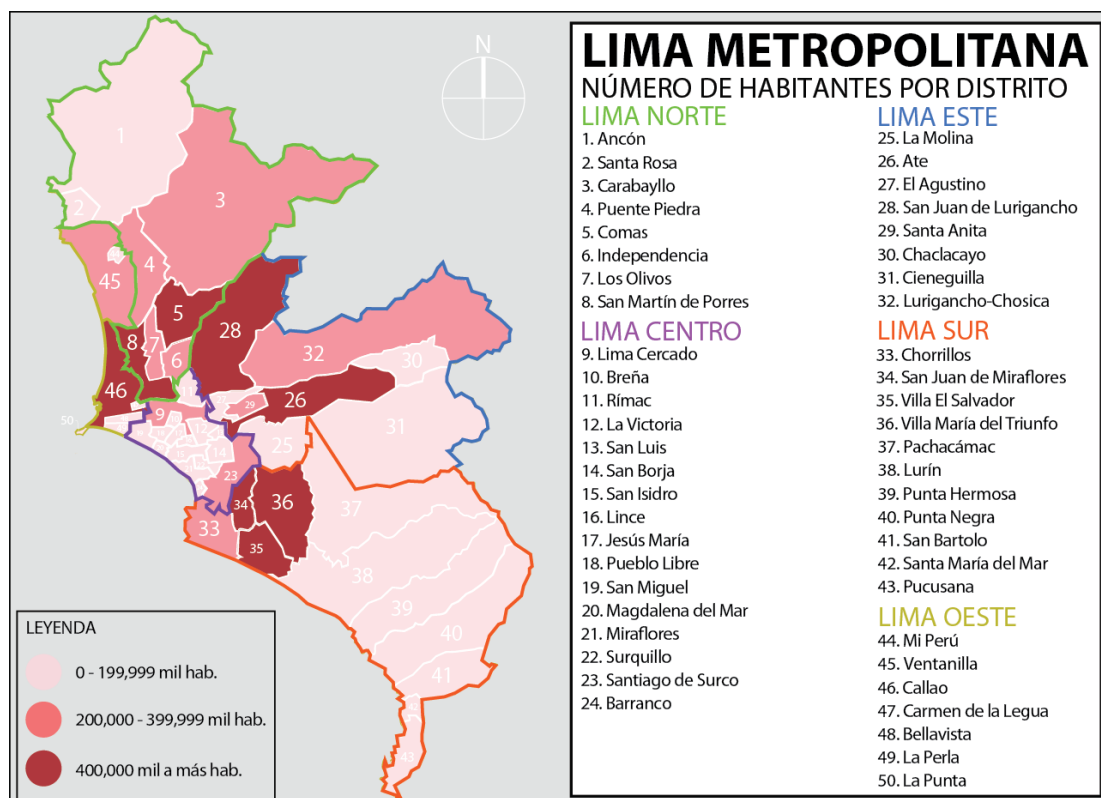 LIMA METROPOLITANA
NÚMERO DE HABITANTES POR DISTRITO
LIMA NORTE
1. Ancón
2. Santa Rosa
3. Carabayllo
4. Puente Piedra
5. Comas
6. Independencia
7. Los Olivos
8. San Martín de Porres
LIMA CENTRO
9. Lima Cercado
10. Breña
11. Rímac
12. La Victoria
13. San Luis
14. San Borja
15. San Isidro
16. Lince
17. Jesús María
18. Pueblo Libre
19. San Miguel
20. Magdalena del Mar
21. Miraflores
22. Surquillo
23. Santiago de Surco
24. Barranco
LIMA ESTE
25. La Molina
26. Ate
27. El Agustino
28. San Juan de Lurigancho
29. Santa Anita
30. Chaclacayo
31. Cieneguilla
32. Lurigancho-Chosica
LIMA SUR
33. Chorrillos
34. San Juan de Miraflores
35. Villa El Salvador
36. Villa María del Triunfo
37. Pachacámac
38. Lurín
39. Punta Hermosa
40. Punta Negra
41. San Bartolo
42. Santa María del Mar
43. Pucusana
LIMA OESTE
44. Mi Perú
45. Ventanilla
46. Callao
47. Carmen de la Legua
48. Bellavista
49. La Perla
50. La Punta
N
1
2
3
4
45
5
8
7
6
28
32
30
46
11
29
26
50
9
12
31
14
25
23
34
36
37
33
35
38
39
40
41
43
LEYENDA
0 - 199,999 mil hab.
200,000 - 399,999 mil hab.
400,000 mil a más hab.